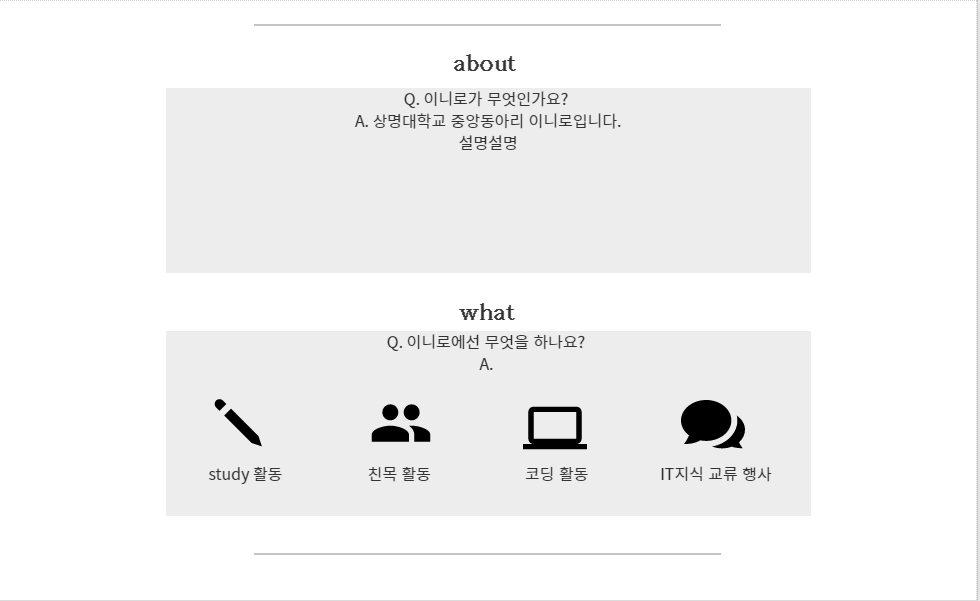 about
Q. 이니로가 무엇인가요?
A. 상명대학교 중앙동아리 이니로입니다.
설명설명
what
Q. 이니로에선 무엇을 하나요?
A.
study 활동
친목 활동
코딩 활동
IT지식 교류 행사